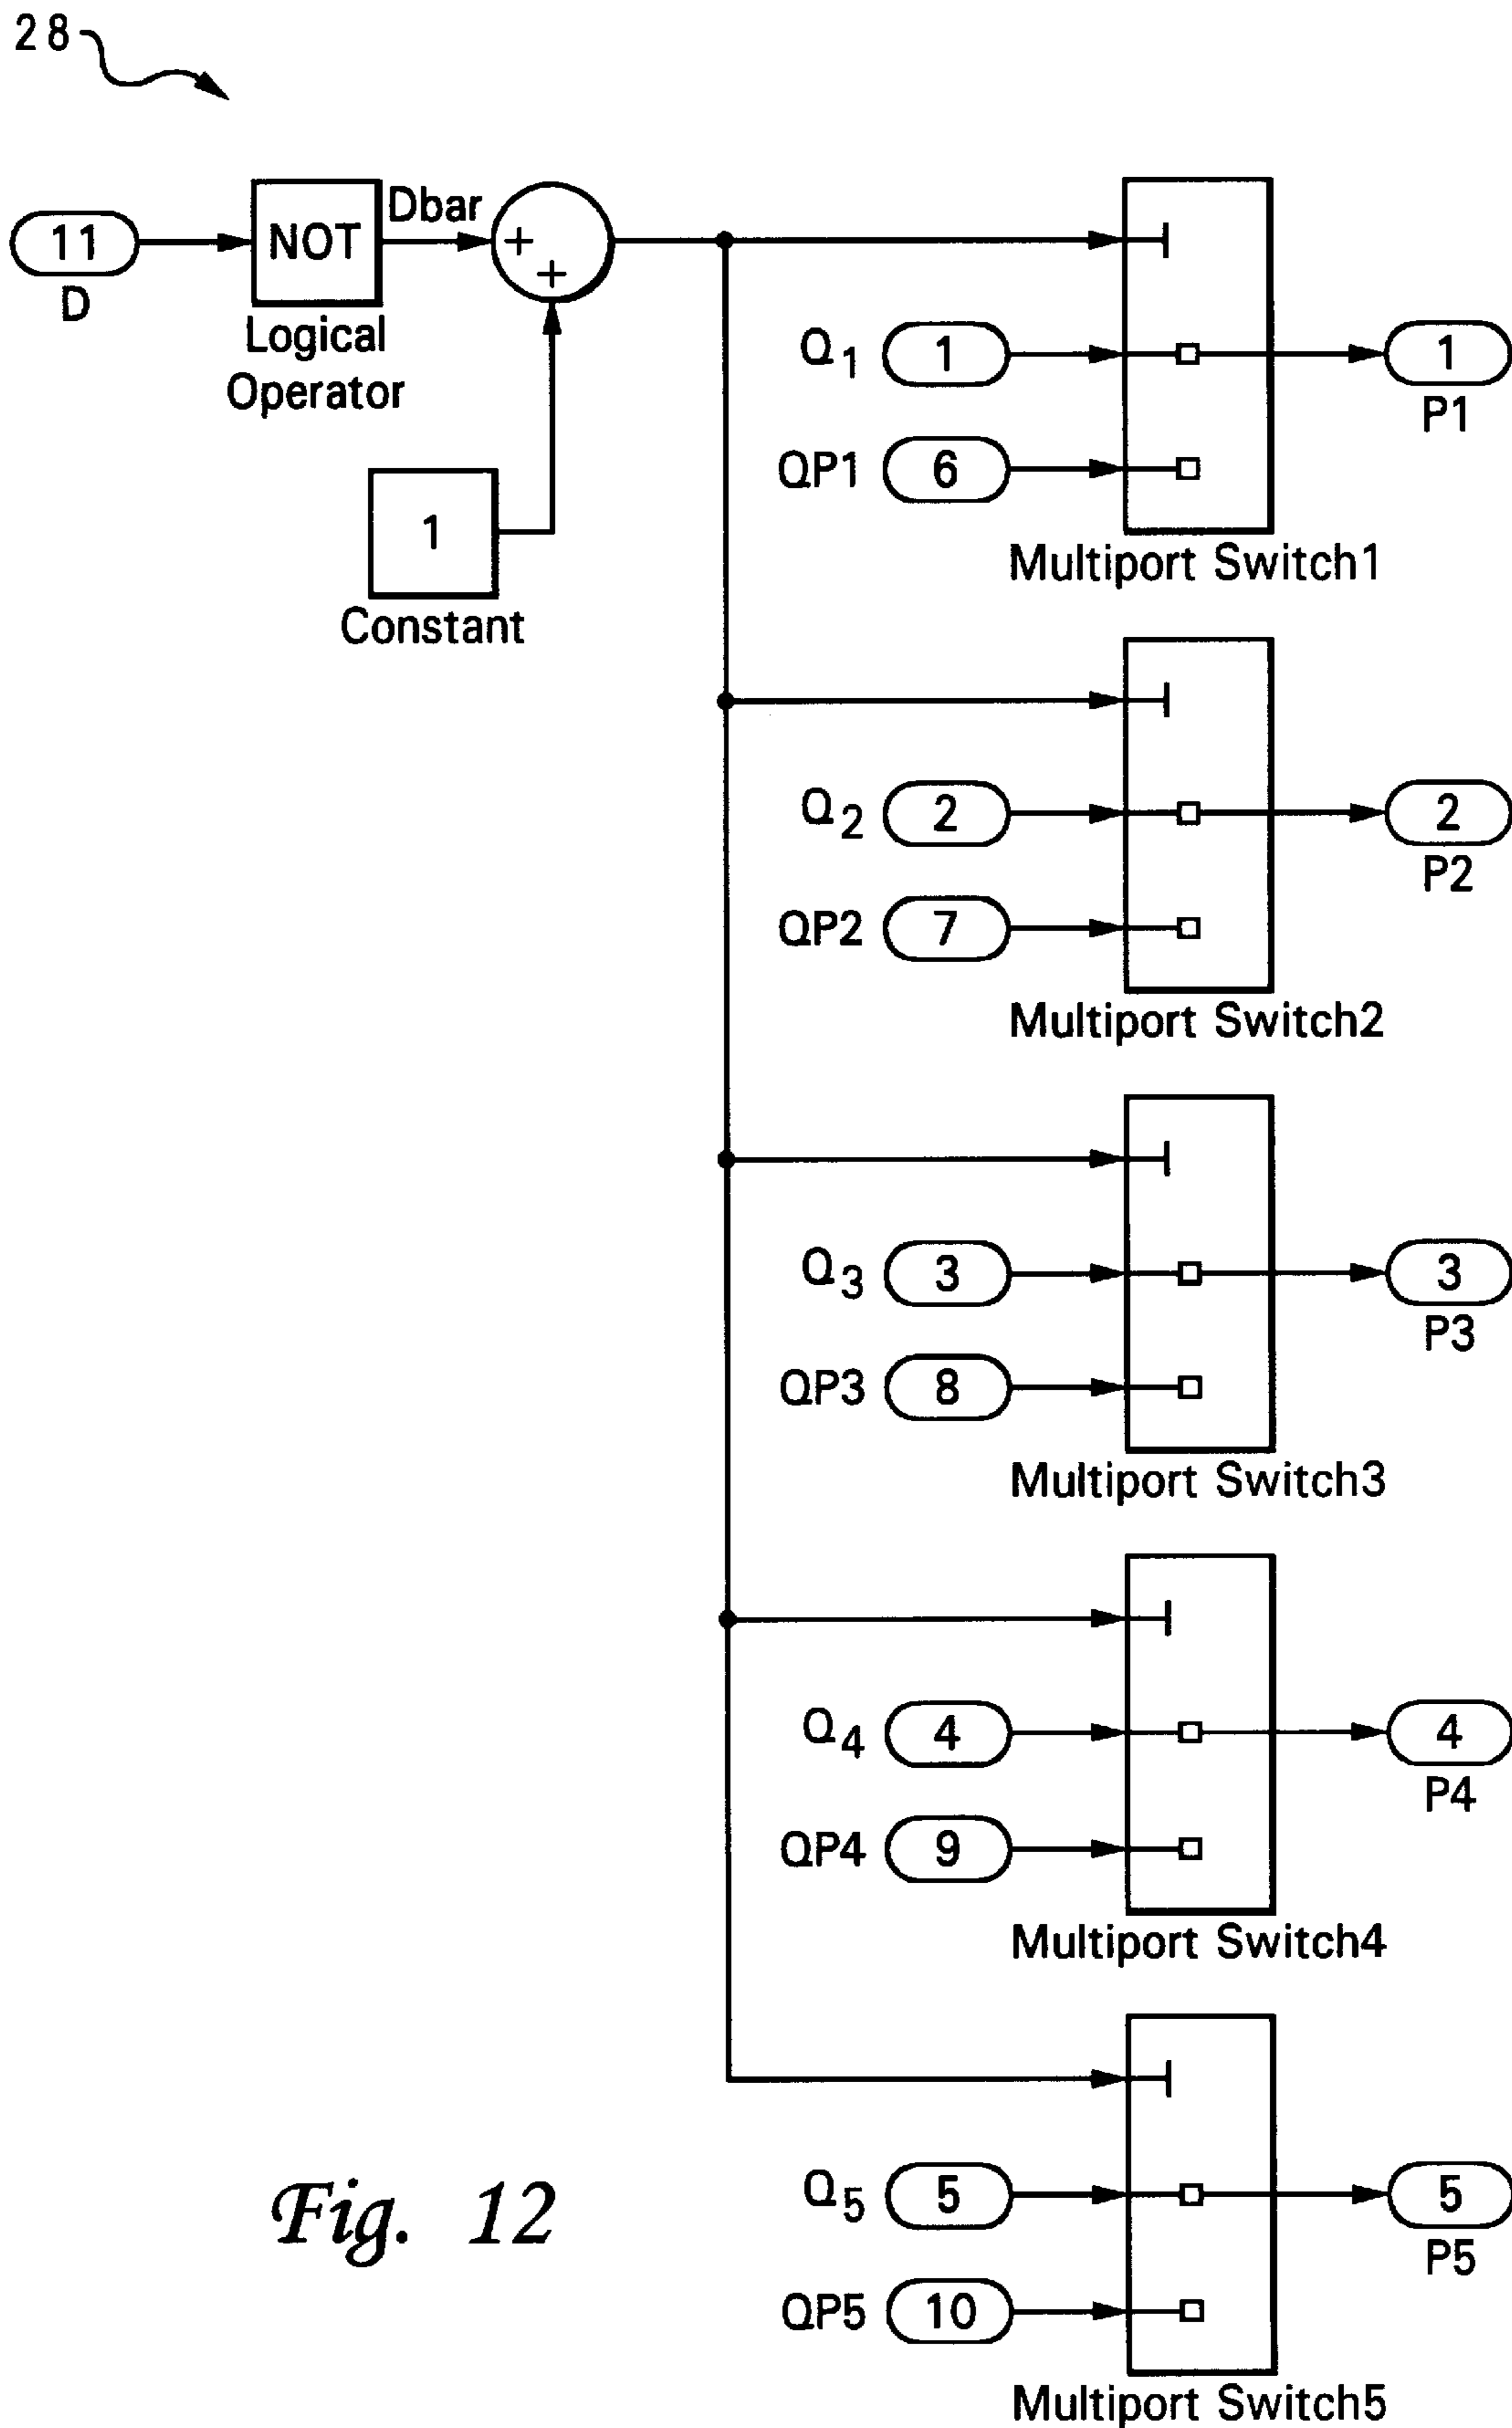 28
11
D
NOT
Dbar
Logical
Operator
+
+
1
Constant
Q1
1
QP1
6
1
P1
Multiport Switch1
Q2
2
QP2
7
2
P2
Multiport Switch2
Q3
3
QP3
8
3
P3
Multiport Switch3
Q4
4
QP4
9
4
P4
Multiport Switch4
Q5
5
QP5
10
5
P5
Multiport Switch5
Fig. 12